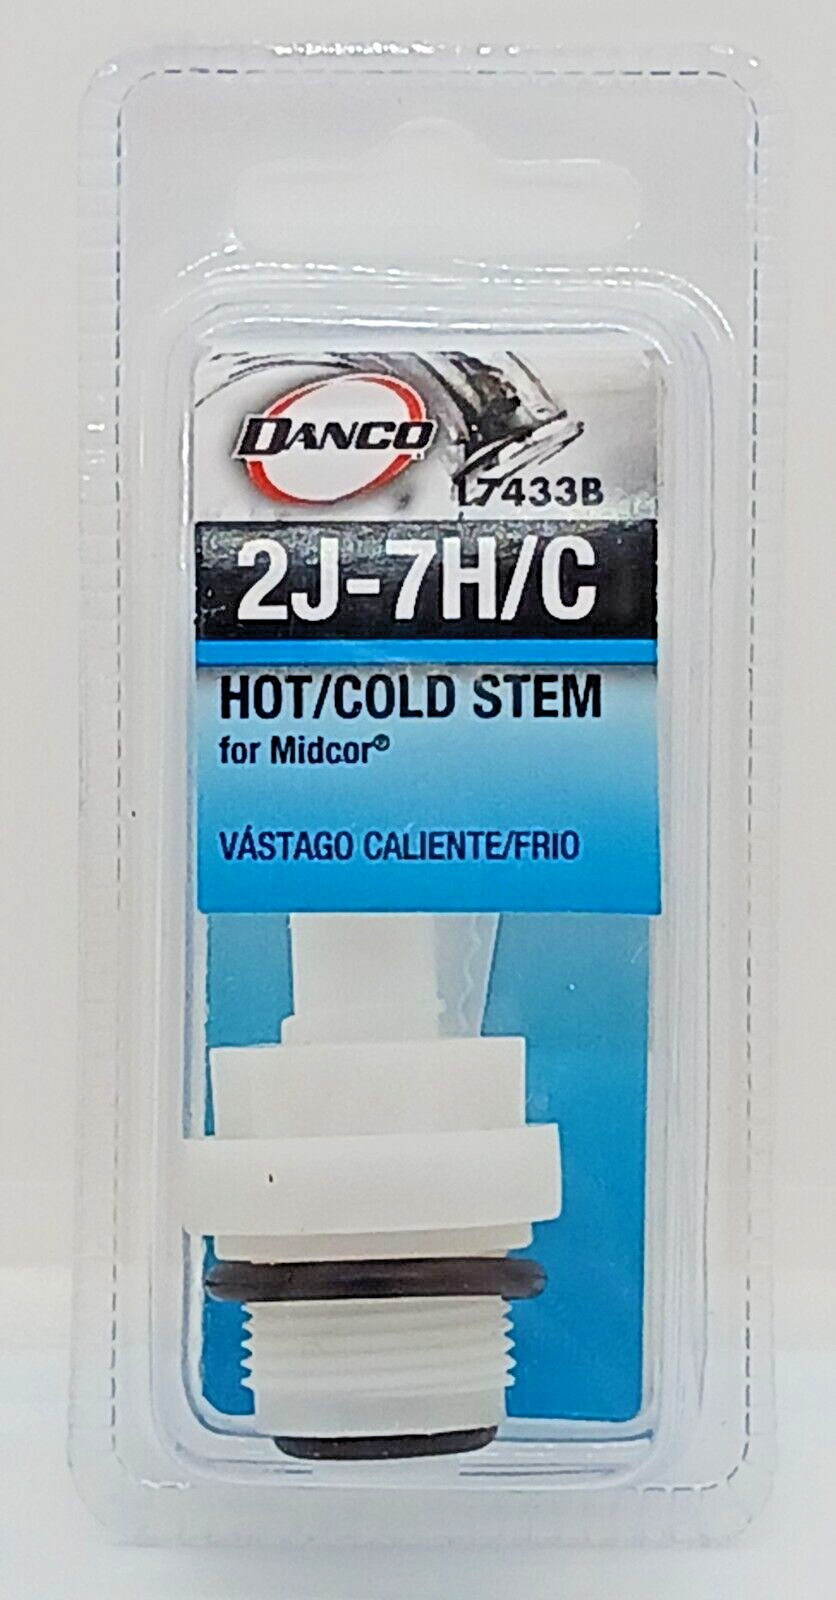 DANCO
17433B
2J-7H/C
HOT/COLD STEM
for Midcor®
VÁSTAGO CALIENTE/FRIO